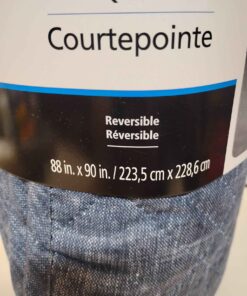 Courtepointe
Reversible
Réversible
88 in. x 90 in. / 223,5 cm x 228,6 cm